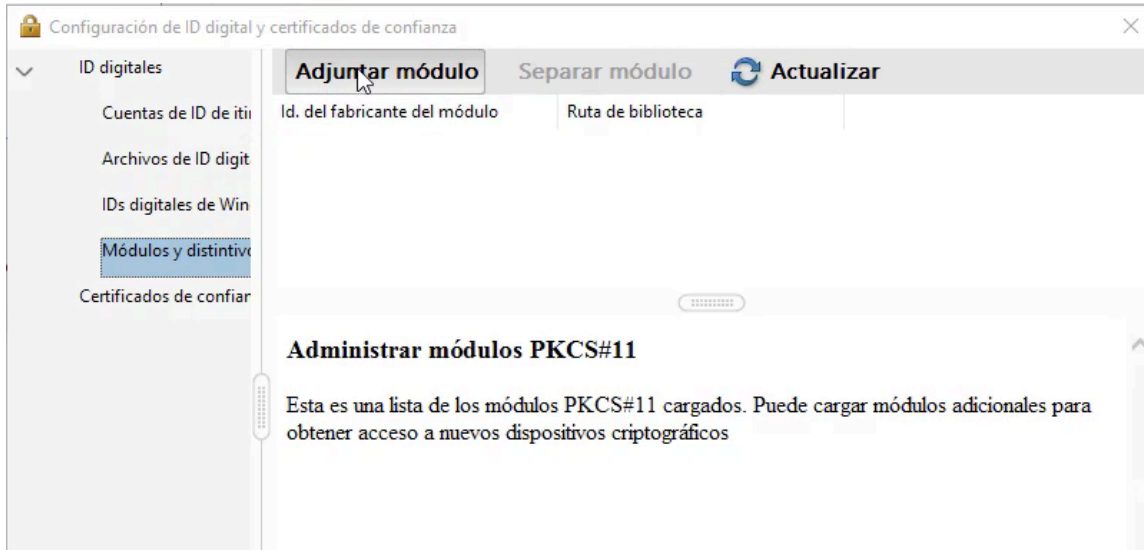 Configuración de ID digital y certificados de confianza
ID digitales
Cuentas de ID de iti
Archivos de ID digit
IDs digitales de Win
Módulos y distintivo
Certificados de confian
Adjuntar módulo Separar módulo Actualizar
Id. del fabricante del módulo Ruta de biblioteca
Administrar módulos PKCS#11
Esta es una lista de los módulos PKCS#11 cargados. Puede cargar módulos adicionales para
obtener acceso a nuevos dispositivos criptográficos